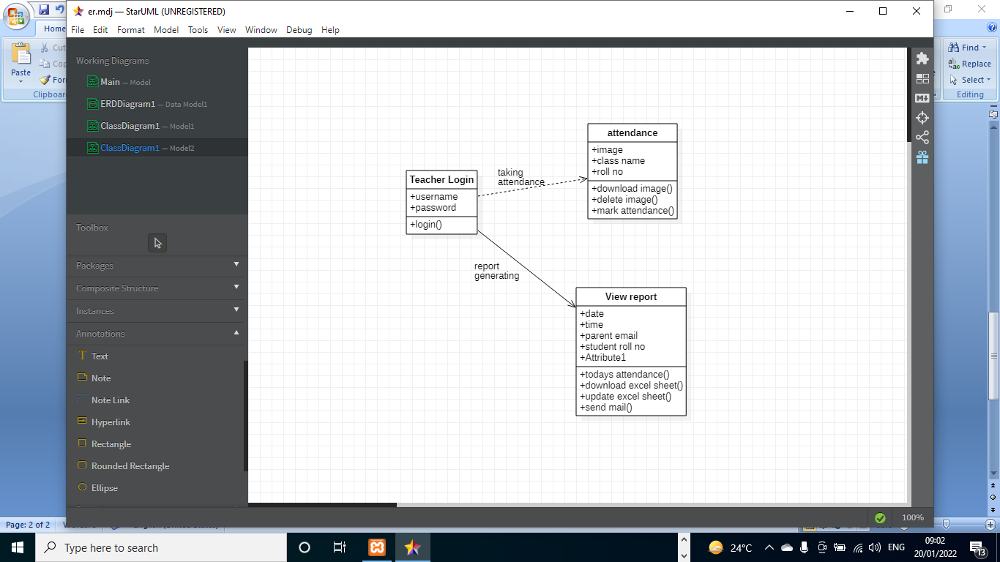 er.mdj — StarUML (UNREGISTERED)
File Edit Format Model Tools View Window Debug Help
Home
Cut
Paste
Clipboard
Find
Replace
Select
Editing
Working Diagrams
Main — Model
ERDDiagram1 — Data Model1
ClassDiagram1 — Model1
ClassDiagram1 — Model2
Toolbox
Packages
Composite Structure
Instances
Annotations
Text
Note
Note Link
Hyperlink
Rectangle
Rounded Rectangle
Ellipse
Teacher Login
+username
+password
+login()
taking
attendance
attendance
+image
+class name
+roll no
+download image()
+delete image()
+mark attendance()
report
generating
View report
+date
+time
+parent email
+student roll no
+Attribute1
+todays attendance()
+download excel sheet()
+update excel sheet()
+send mail()
M↓
100%
Page: 2 of 2
Type here to search
24°C
ENG
09:02
20/01/2022
13